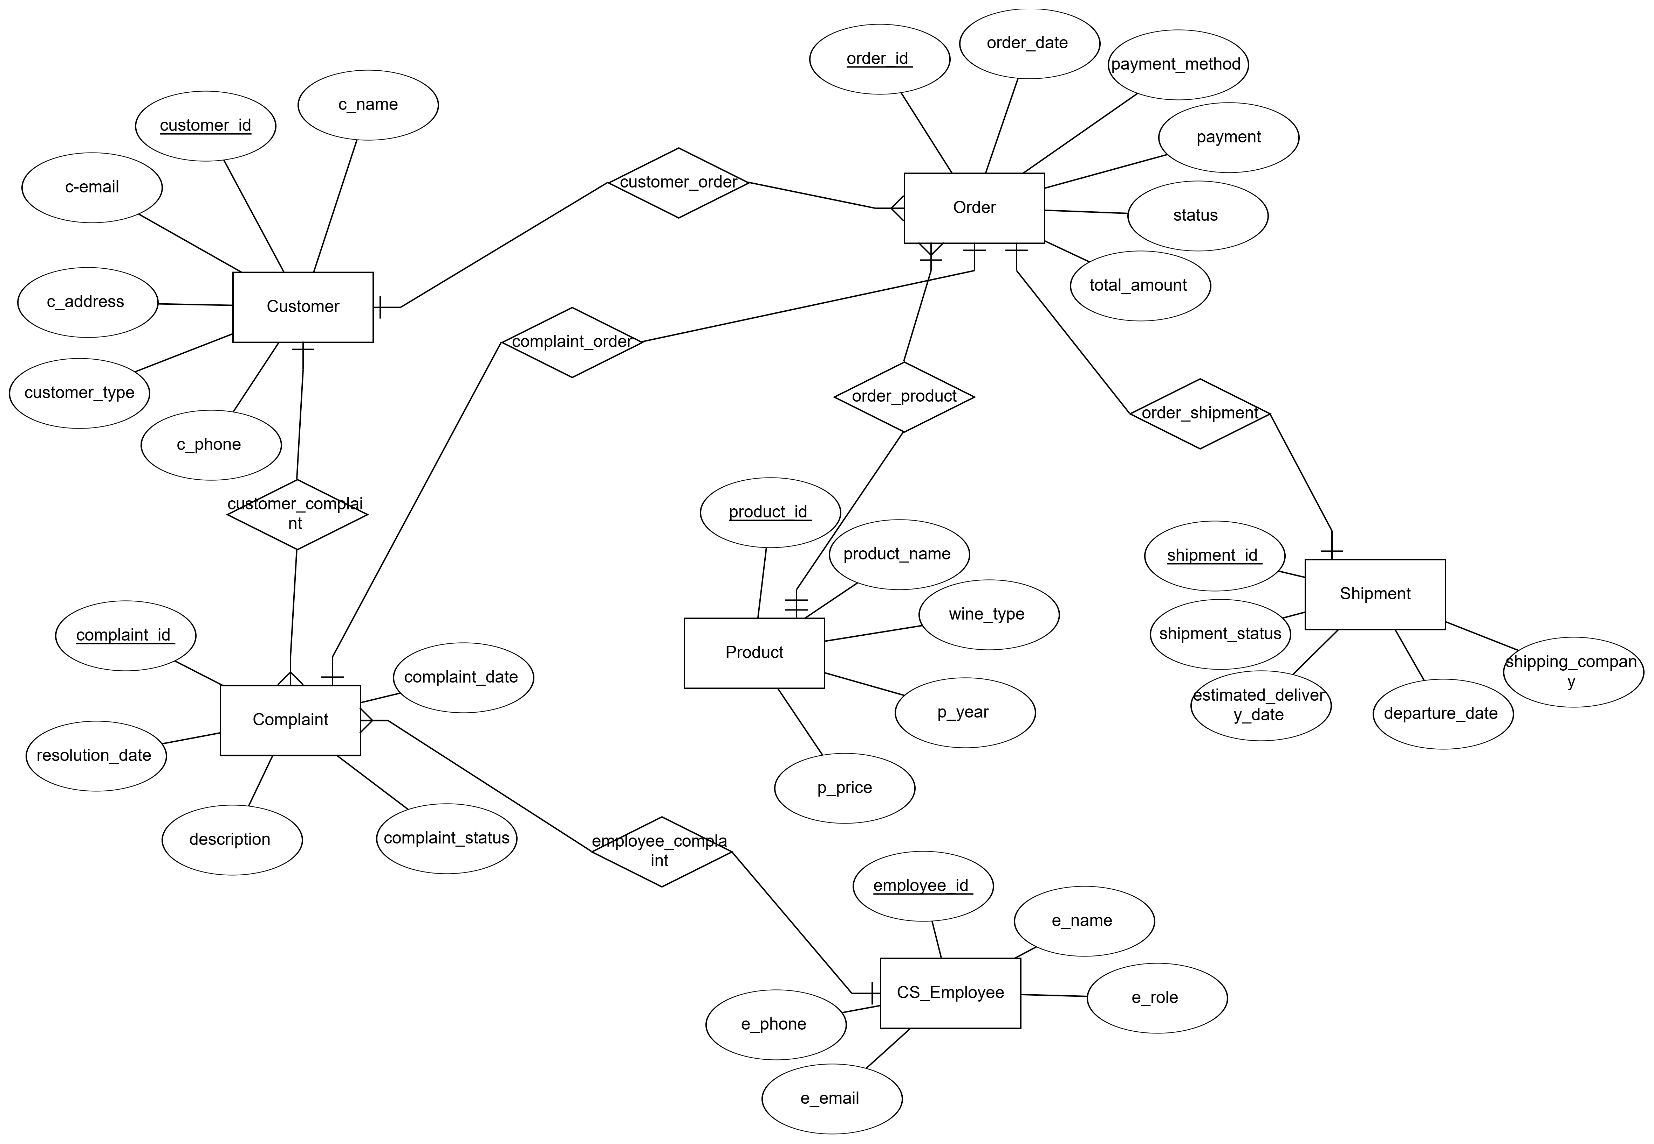 order_id
order_date
payment_method
c_name
customer_id
payment
customer_order
c-email
Order
status
total_amount
c_address
Customer
complaint_order
customer_type
order_product
order_shipment
c_phone
customer_complai
nt
product_id
product_name
shipment_id
Shipment
wine_type
complaint_id
shipment_status
Product
shipping_compan
y
complaint_date
estimated_deliver
y_date
p_year
departure_date
Complaint
resolution_date
p_price
description
complaint_status
employee_compla
int
employee_id
e_name
CS_Employee
e_role
e_phone
e_email